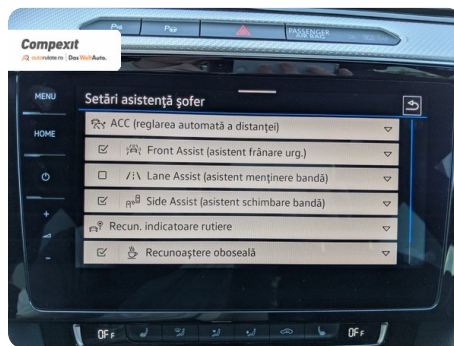 PASSENGER
AIR BAG
Compexit
autorulate.ro | Das WeltAuto.
MENU
Setări asistență șofer
ACC (reglarea automată a distanței)
HOME
Front Assist (asistent frânare urg.)
Lane Assist (asistent menținere bandă)
Side Assist (asistent schimbare bandă)
+
Recun. indicatoare rutiere
-
Recunoaștere oboseală
OFF
OFF